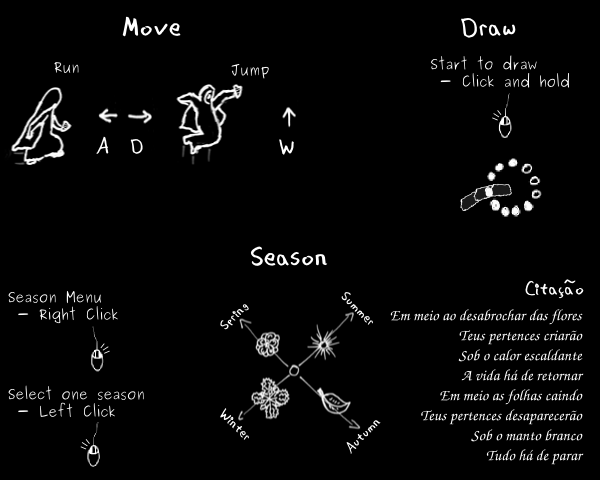 Move
Run
Jump
A D
W
Draw
Start to draw
- Click and hold
Season
Season Menu
- Right Click
Select one season
- Left Click
Spring
Summer
Winter
Autumn
Citação
Em meio ao desabrochar das flores
Teus pertences criarão
Sob o calor escaldante
A vida há de retornar
Em meio as folhas caindo
Teus pertences desaparecerão
Sob o manto branco
Tudo há de parar